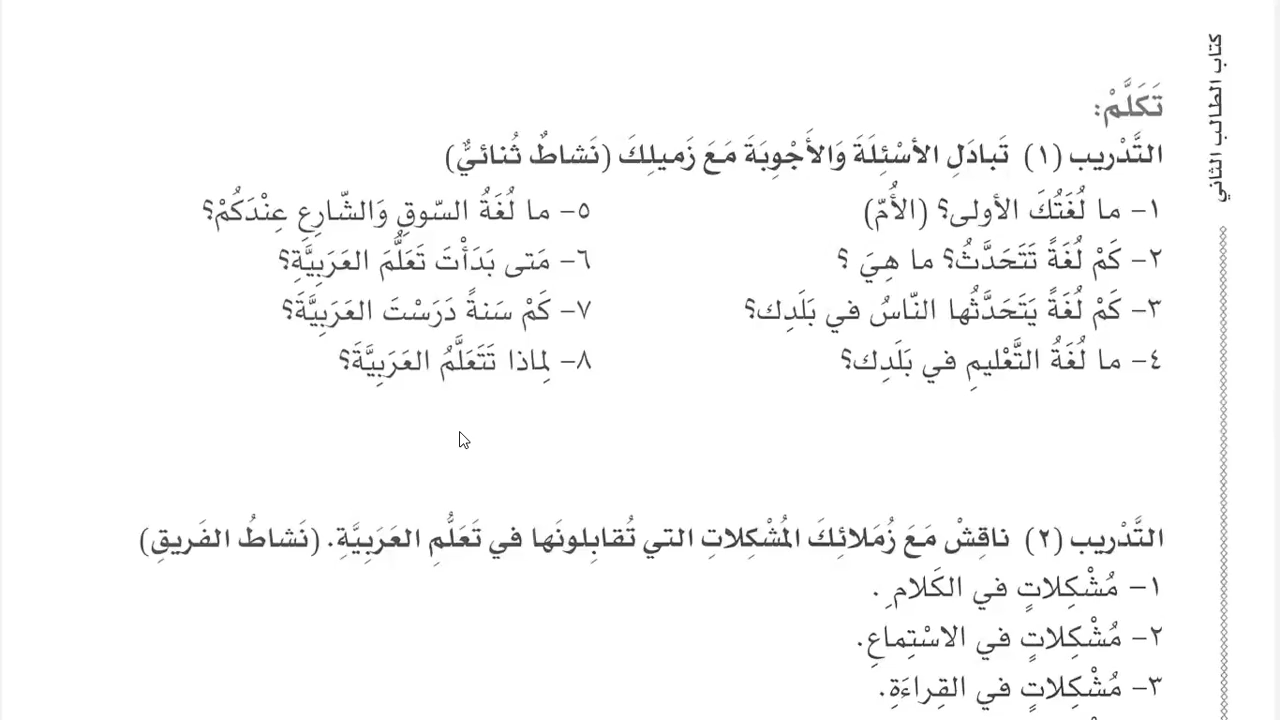 كتاب الطالب الثاني
تَكَلَّمْ:
التَّدْريب (١) تَبادَلِ الأسْئِلَةَ وَالأَجْوِبَةَ مَعَ زَميلِكَ (نَشاطٌ ثُنائيٌّ)
١- ما لُغَتُكَ الأولى؟ (الأُمّ)
٢- كَمْ لُغَةً تَتَحَدَّثُ؟ ما هِيَ ؟
٣- كَمْ لُغَةً يَتَحَدَّثُها النّاسُ في بَلَدِك؟
٤- ما لُغَةُ التَّعْليمِ في بَلَدِك؟
٥- ما لُغَةُ السّوقِ وَالشّارِعِ عِنْدَكُمْ؟
٦- مَتى بَدَأْتَ تَعَلُّمَ العَرَبِيَّةِ؟
٧- كَمْ سَنةً دَرَسْتَ العَرَبِيَّةَ؟
٨- لِماذا تَتَعَلَّمُ العَرَبِيَّةَ؟
التَّدْريب (٢) ناقِشْ مَعَ زُمَلائِكَ المُشْكِلاتِ التي تُقابِلونَها في تَعَلُّمِ العَرَبِيَّةِ. (نَشاطُ الفَريقِ)
١- مُشْكِلاتٍ في الكَلامِ .
٢- مُشْكِلاتٍ في الاسْتِماعِ.
٣- مُشْكِلاتٍ في القِراءَةِ.